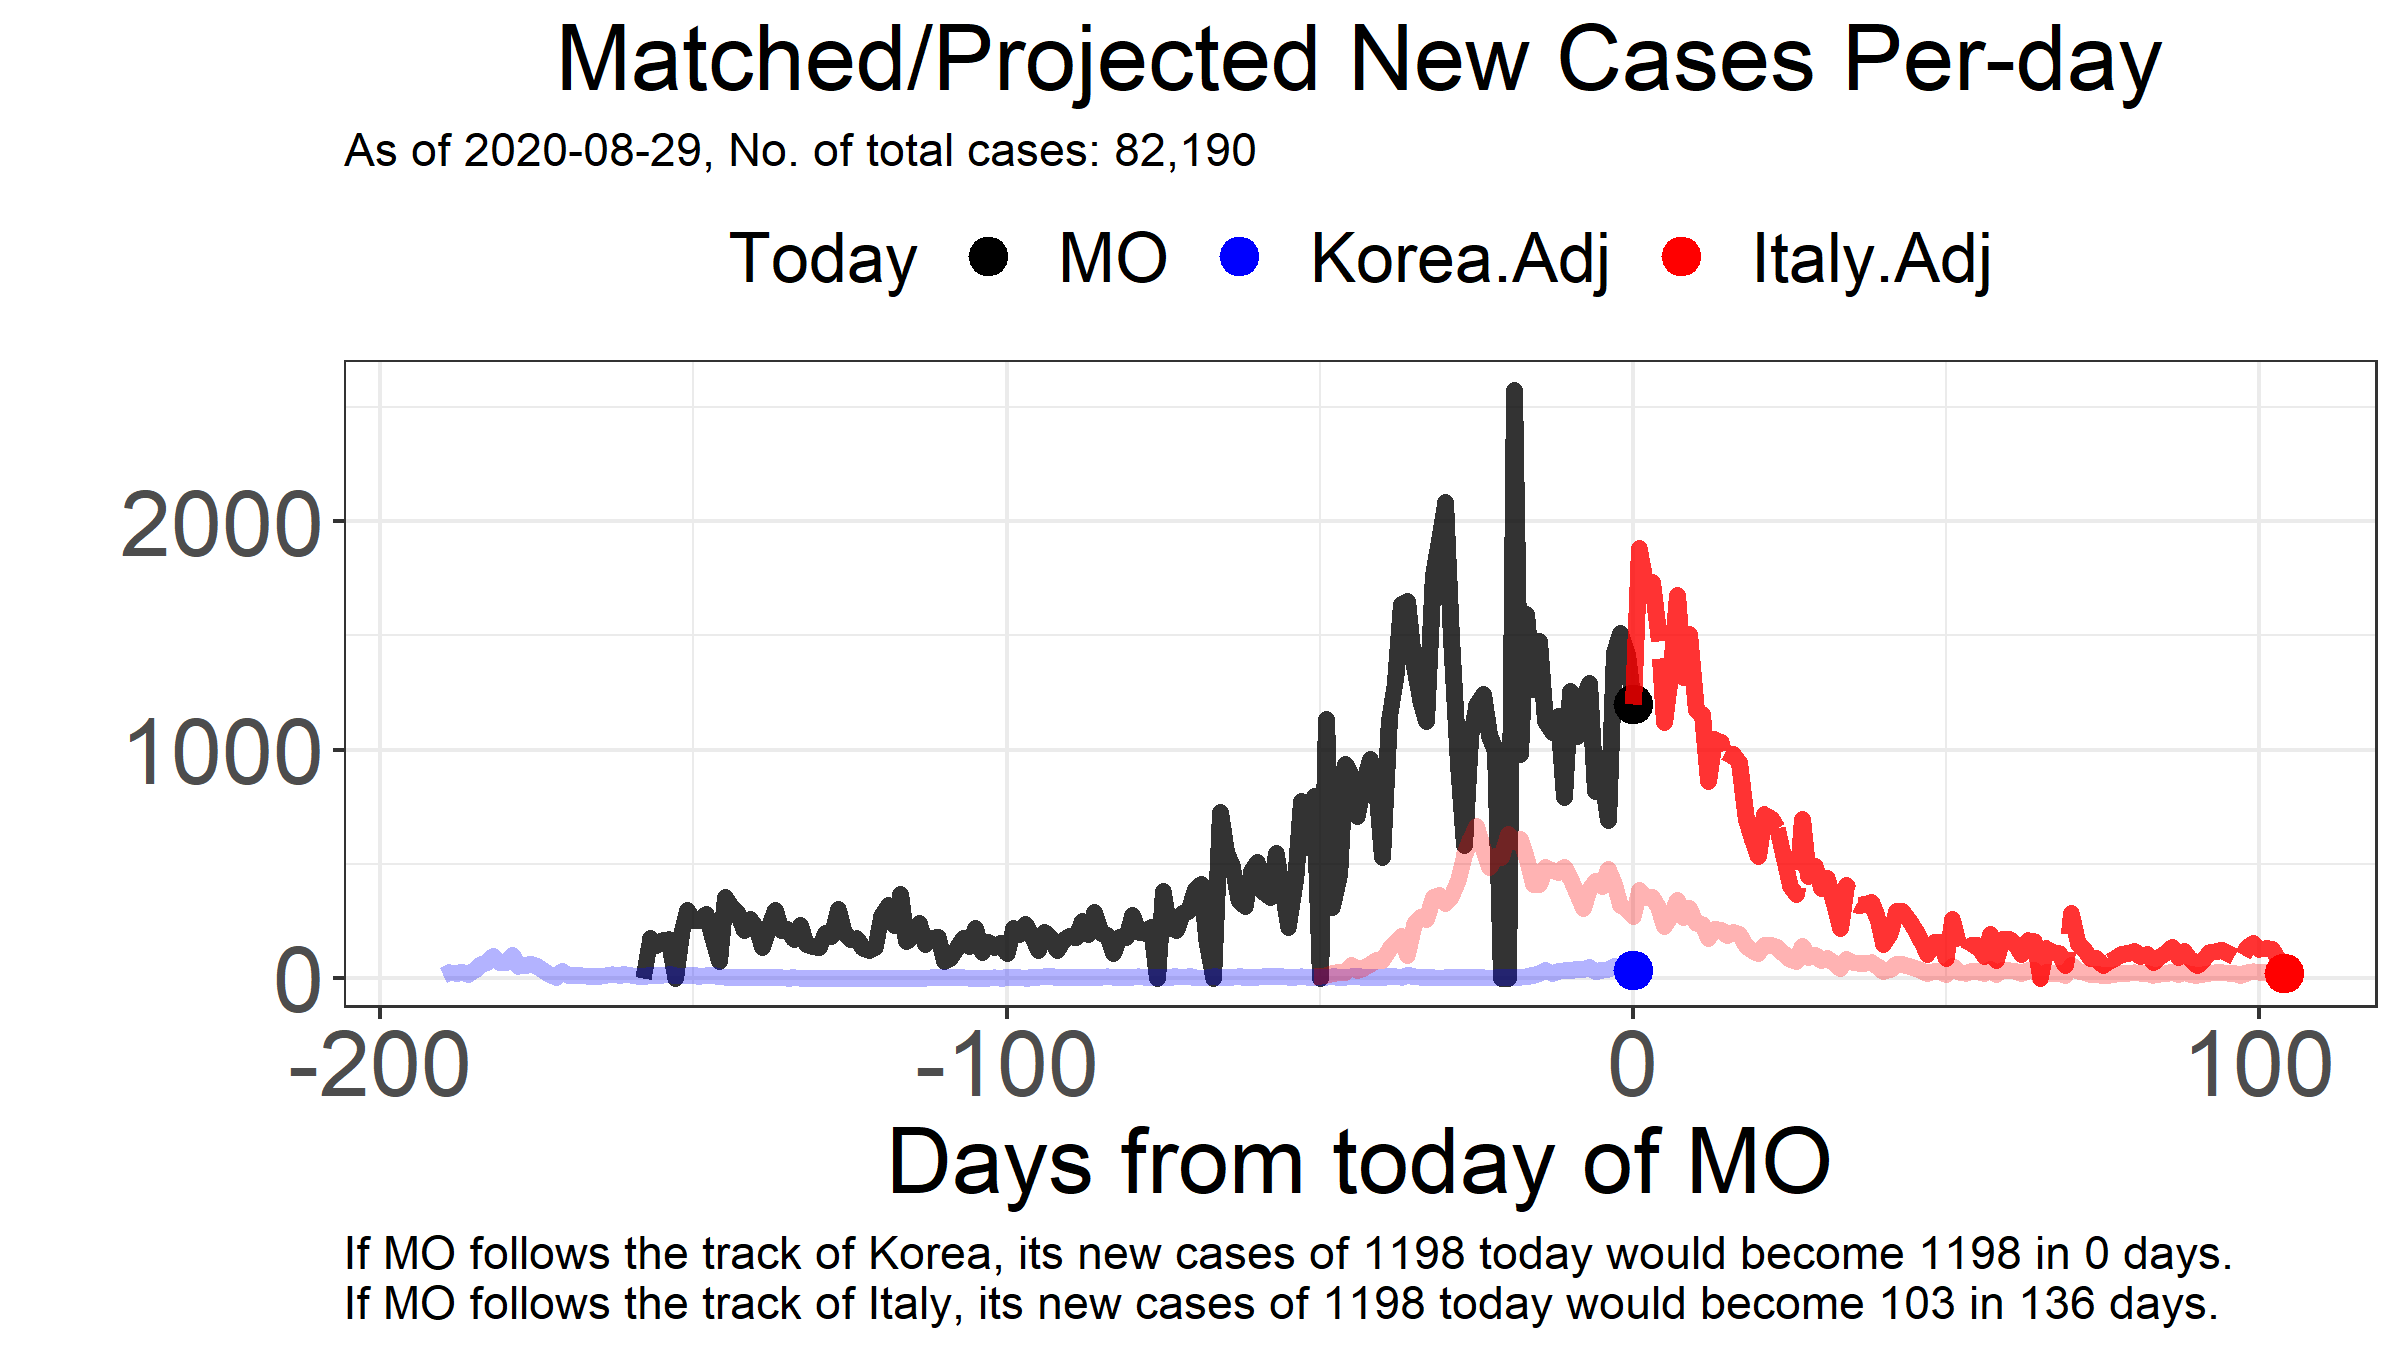 Matched/Projected New Cases Per-day
As of 2020-08-29, No. of total cases: 82,190
Today MO Korea.Adj Italy.Adj
2000
1000
0
-200 -100 0 100
Days from today of MO
If MO follows the track of Korea, its new cases of 1198 today would become 1198 in 0 days.
If MO follows the track of Italy, its new cases of 1198 today would become 103 in 136 days.